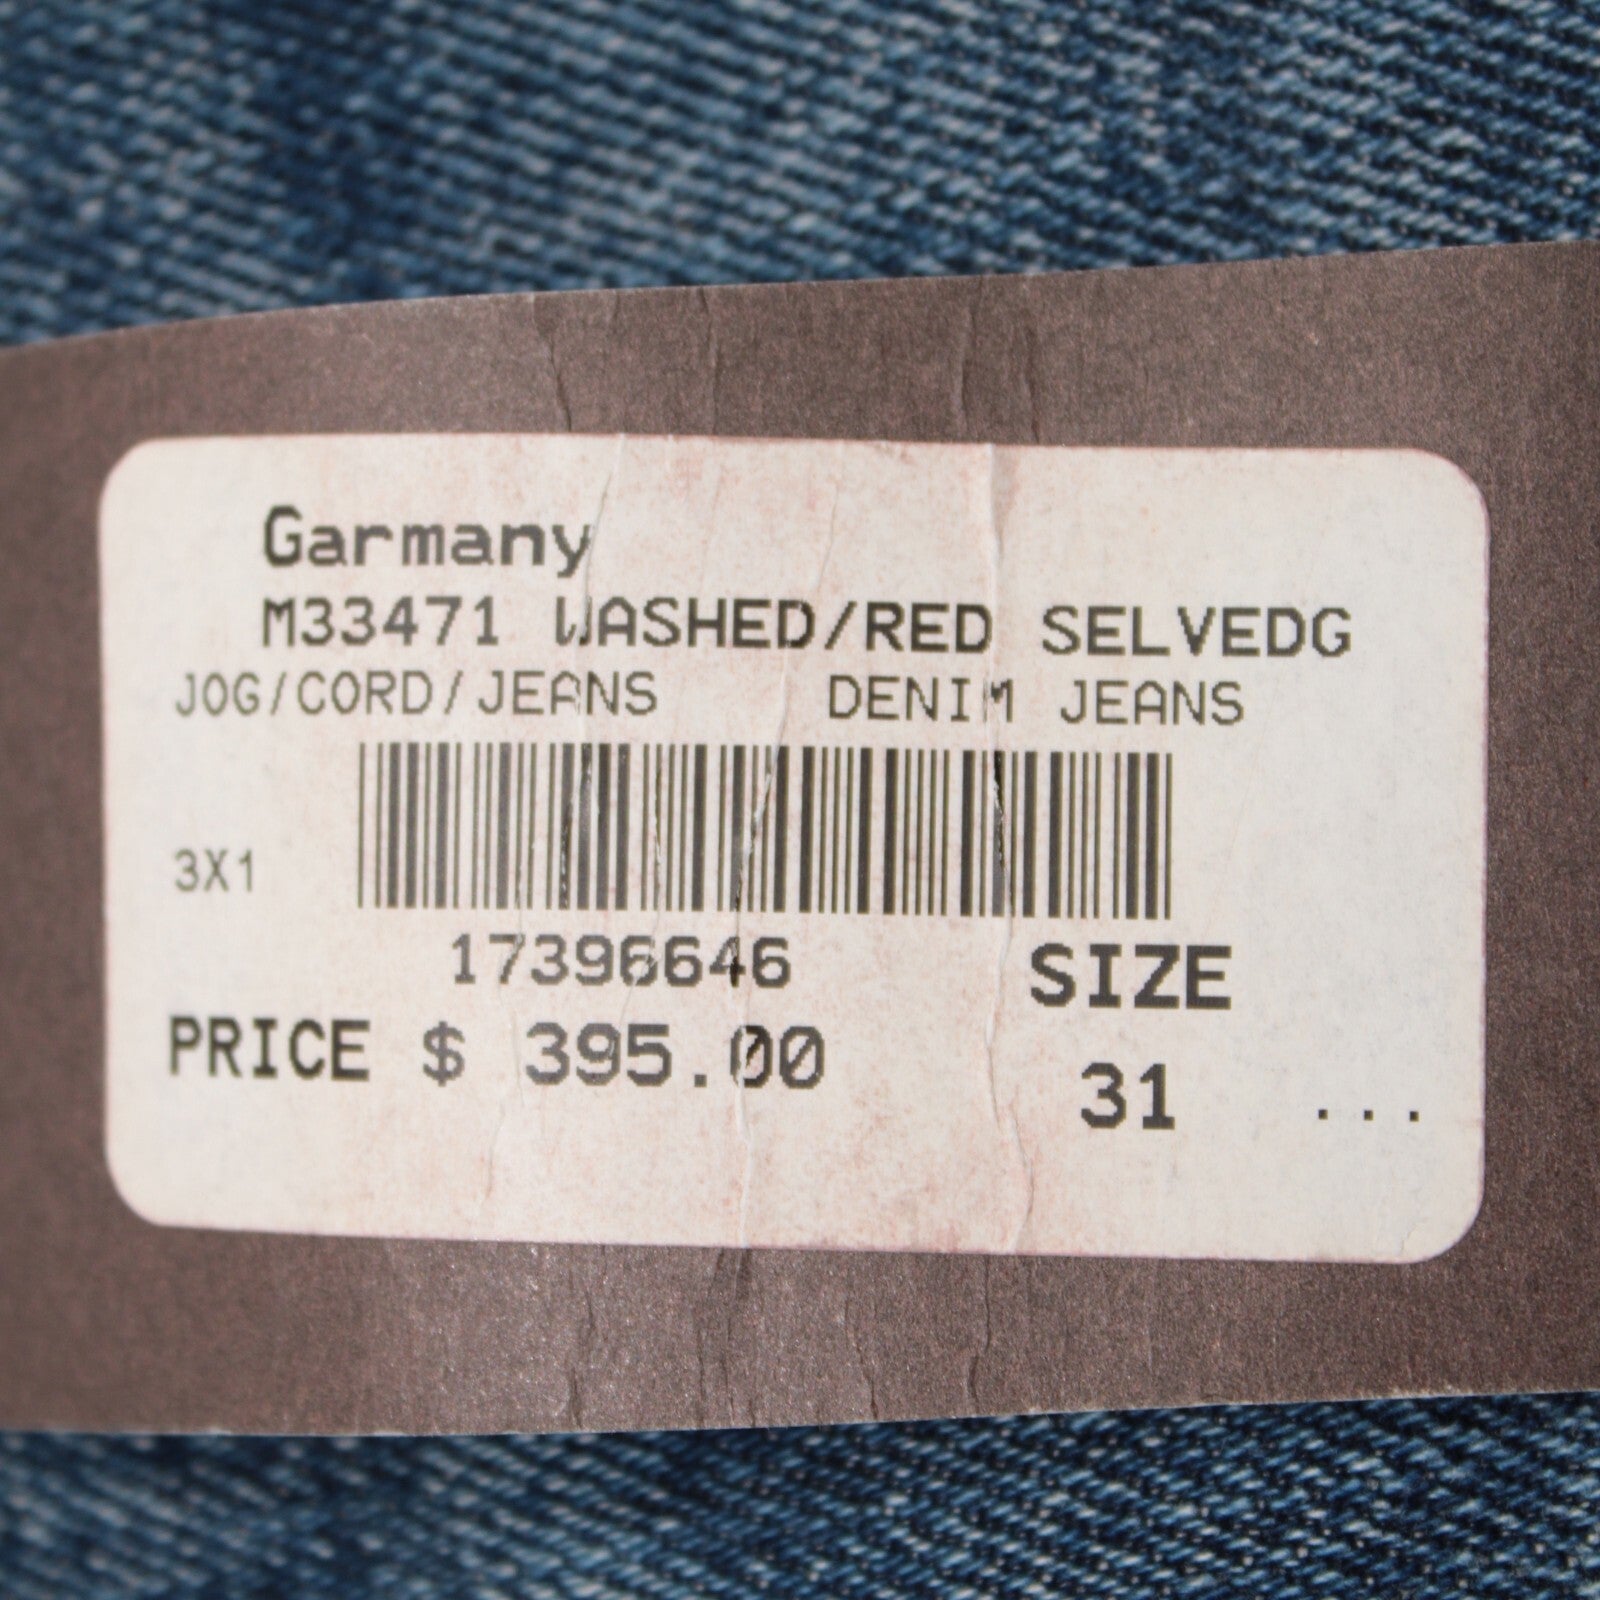 Garmany
M33471 WASHED/RED SELVEDG
JOG/CORD/JEANS DENIM JEANS
3X1
17396646 SIZE
PRICE $ 395.00
31 ...